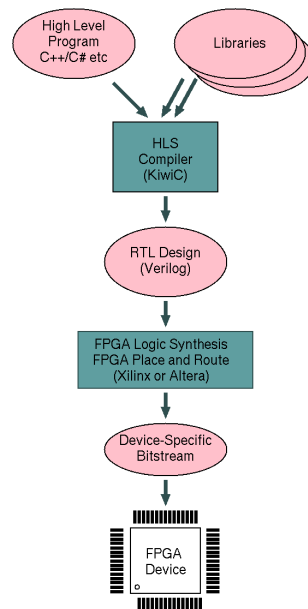 High Level
Program
C++/C# etc
Libraries
HLS
Compiler
(KiwiC)
RTL Design
(Verilog)
FPGA Logic Synthesis
FPGA Place and Route
(Xilinx or Altera)
Device-Specific
Bitstream
FPGA
Device